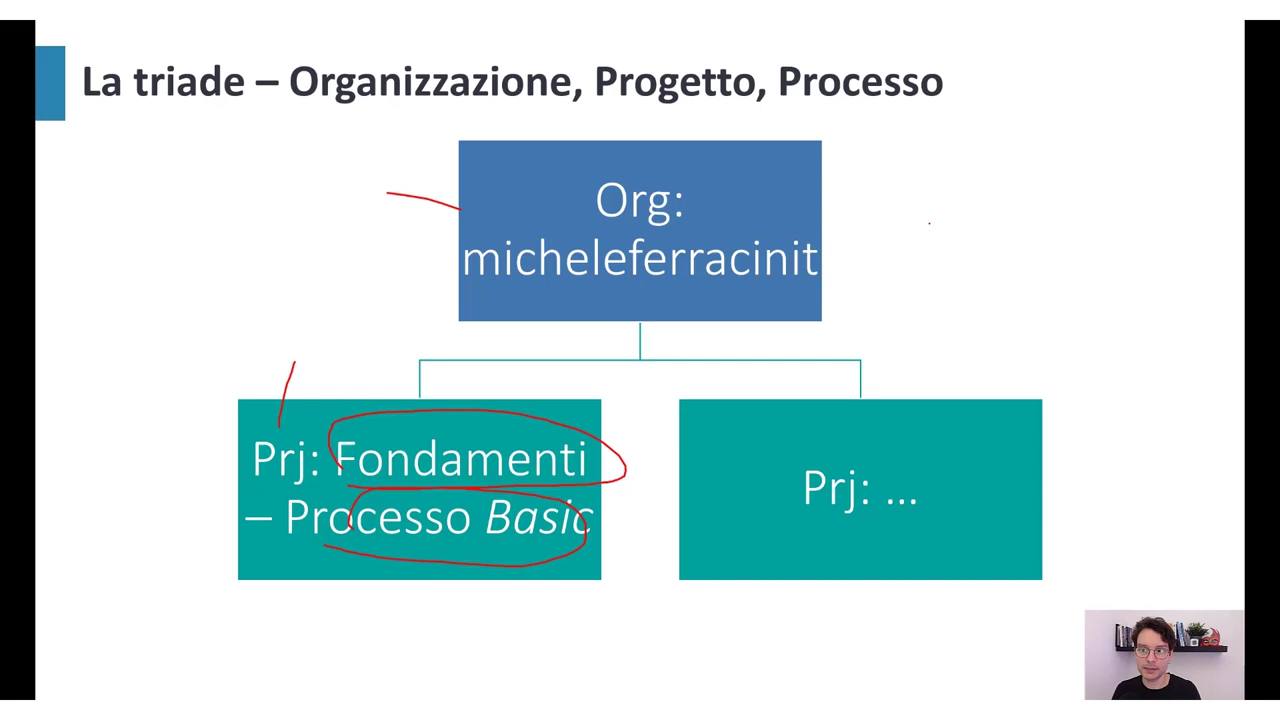 La triade – Organizzazione, Progetto, Processo
Org:
micheleferracinit
Prj: Fondamenti
– Processo Basic
Prj: ...